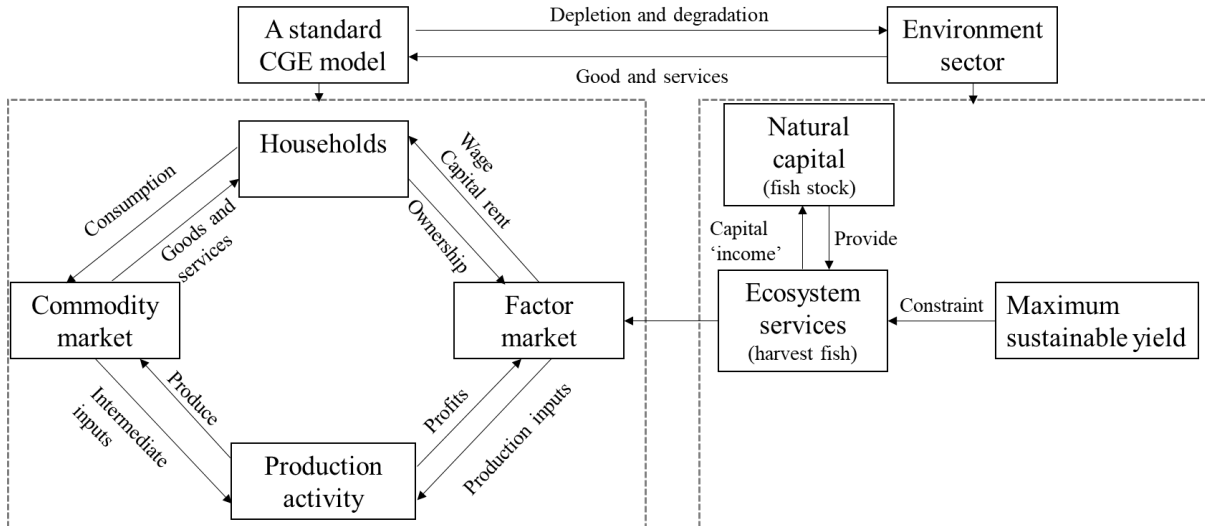 A standard
CGE model
Depletion and degradation
Good and services
Environment
sector
Households
Consumption
Goods and
services
Wage
Capital rent
Ownership
Commodity
market
Factor
market
Intermediate
inputs
Produce
Profits
Production inputs
Production
activity
Natural
capital
(fish stock)
Capital
‘income’
Provide
Ecosystem
services
(harvest fish)
Constraint
Maximum
sustainable yield